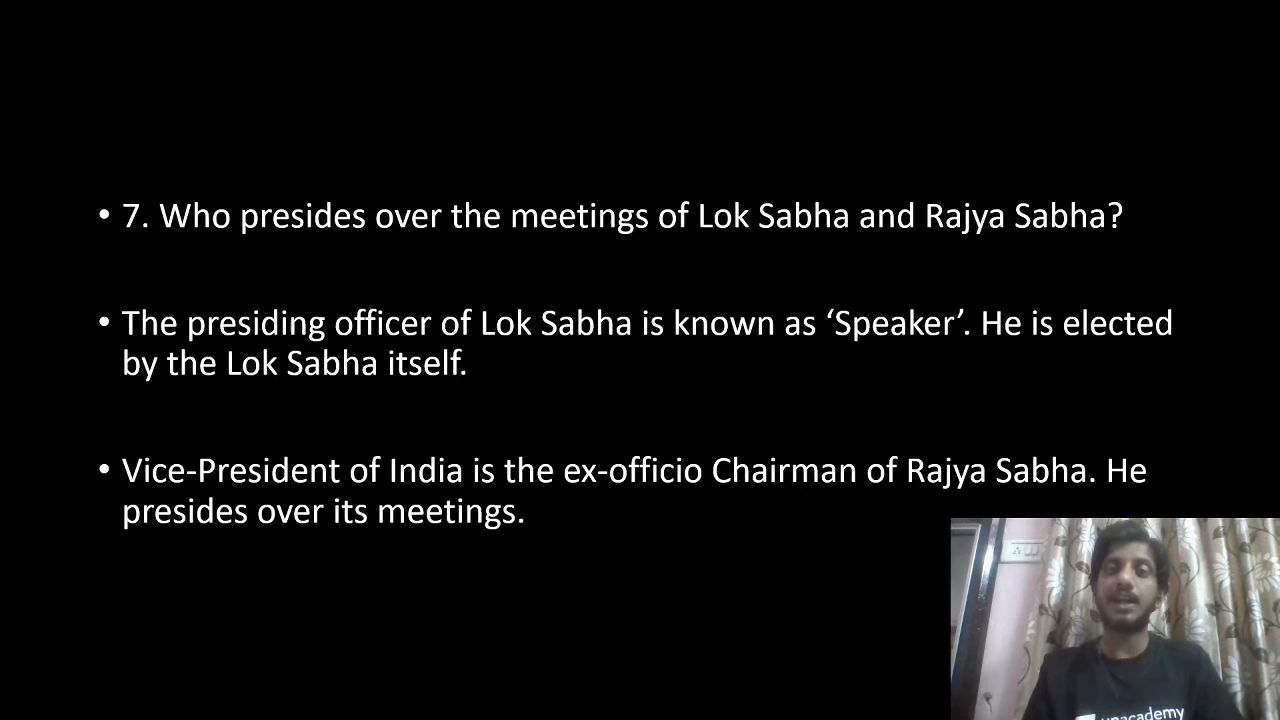 • 7. Who presides over the meetings of Lok Sabha and Rajya Sabha?
• The presiding officer of Lok Sabha is known as ‘Speaker’. He is elected
by the Lok Sabha itself.
• Vice-President of India is the ex-officio Chairman of Rajya Sabha. He
presides over its meetings.
unacademy